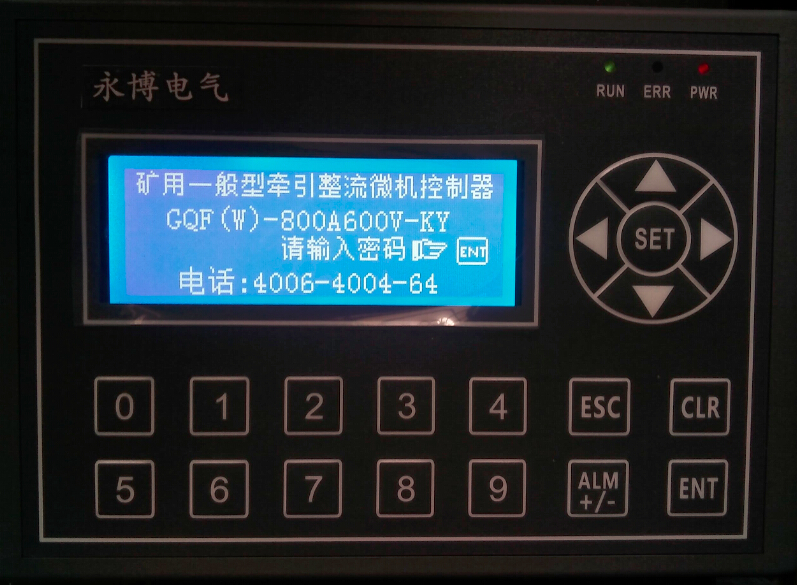 永博电气
RUN ERR PWR
矿用一般型牵引整流微机控制器
GQF(W)-800A600V-KY
请输入密码 ENT
电话:4006-4004-64
SET
0 1 2 3 4 ESC CLR
5 6 7 8 9 ALM +/- ENT